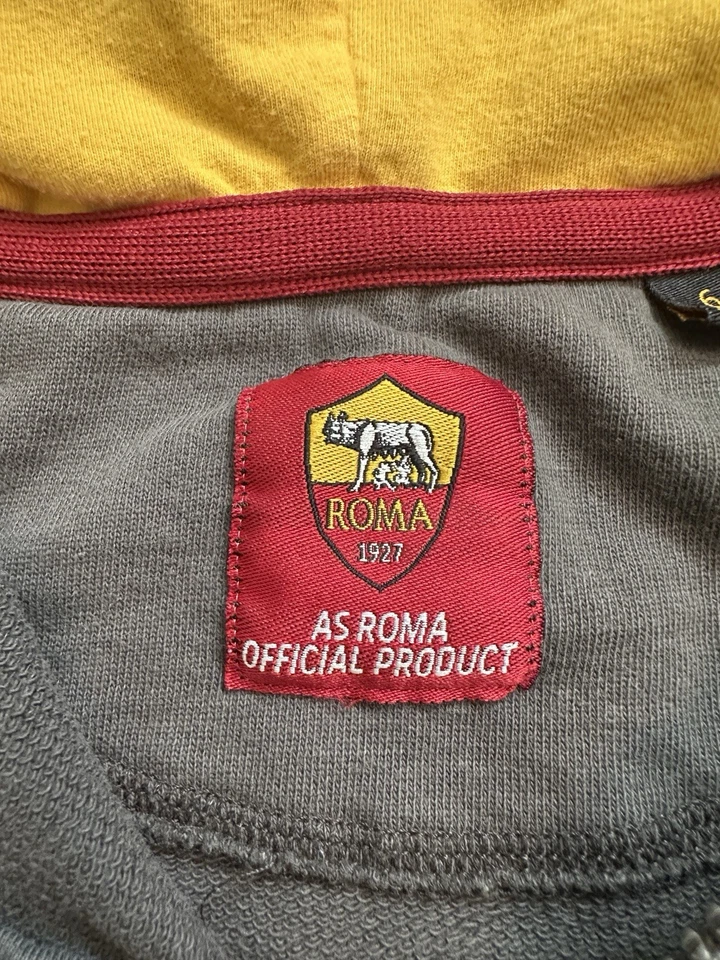 ROMA
1927
AS ROMA
OFFICIAL PRODUCT